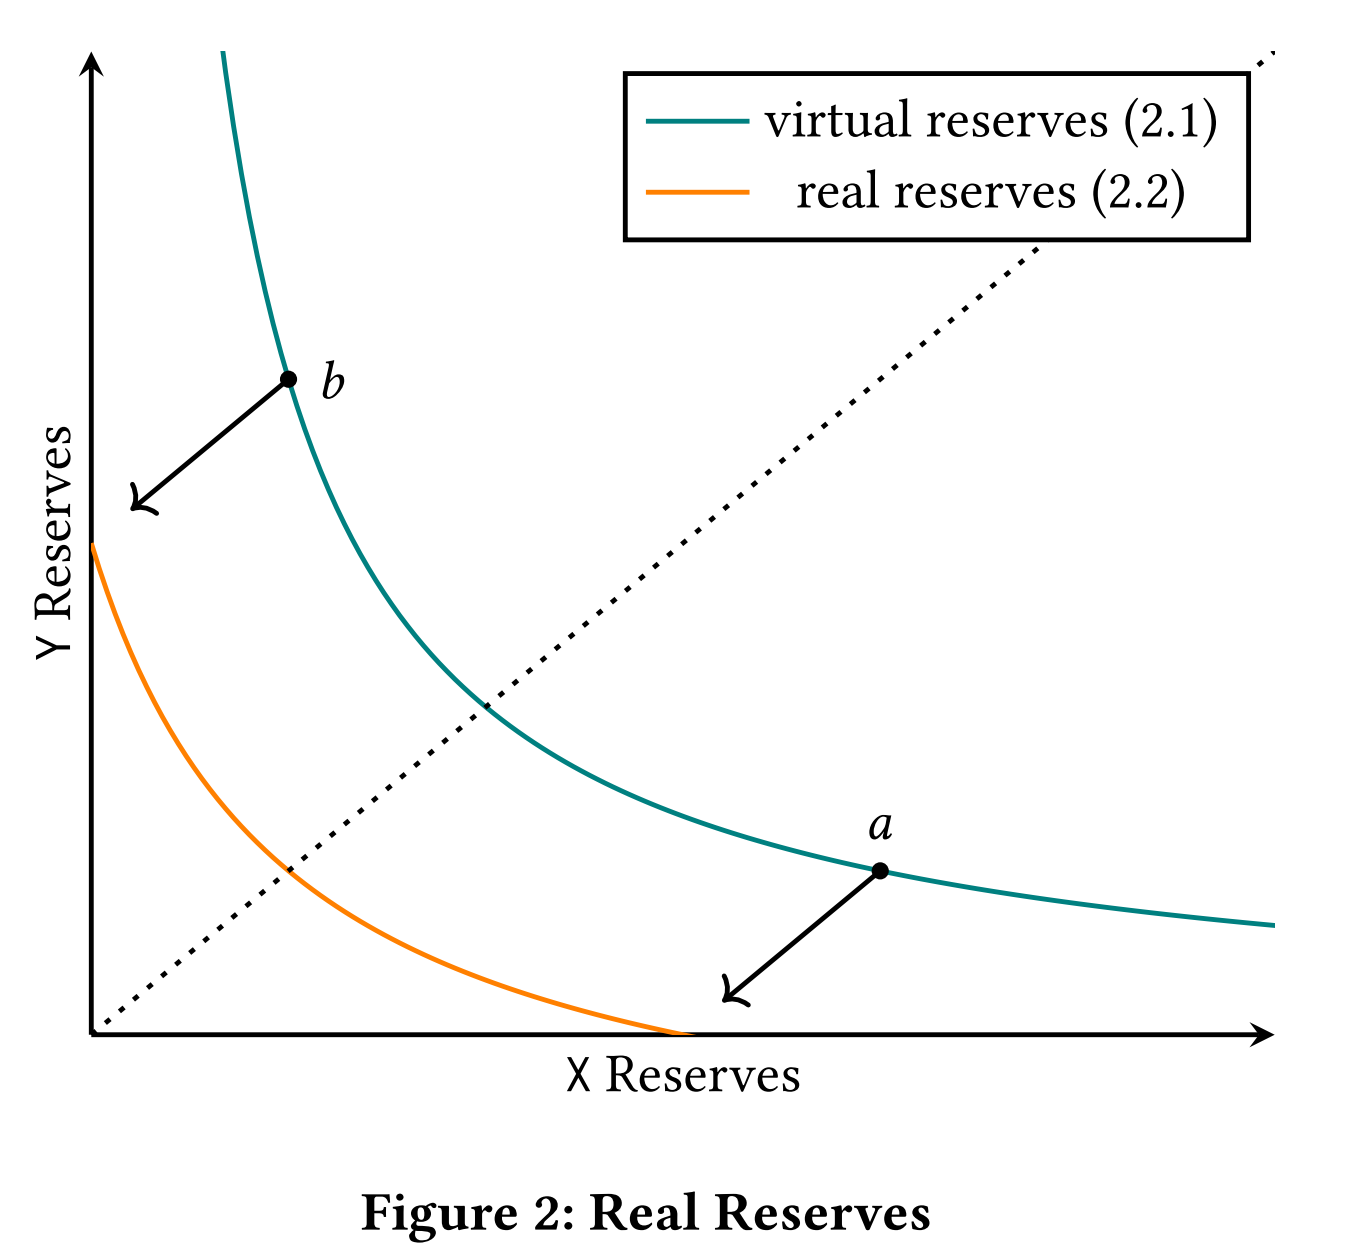 virtual reserves (2.1)
real reserves (2.2)
b
Y Reserves
a
X Reserves
Figure 2: Real Reserves